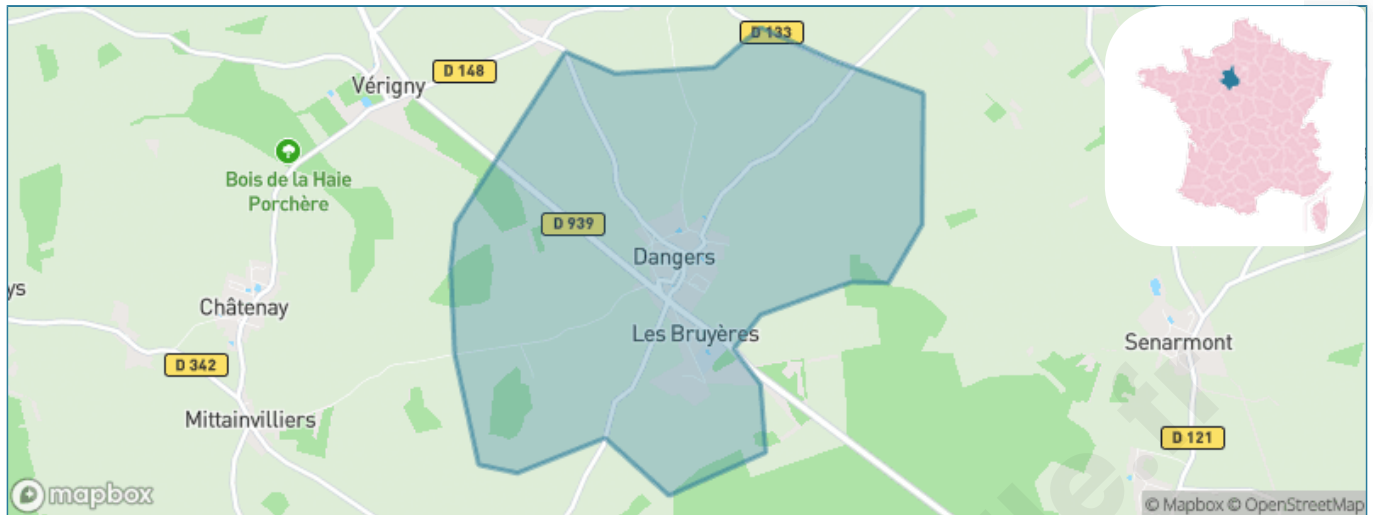 D 133
D 148
Vérigny
Bois de la Haie
Porchère
D 939
Dangers
ys
Châtenay
Les Bruyères
Senarmont
D 342
Mittainvilliers
D 121
mapbox
© Mapbox © OpenStreetMap